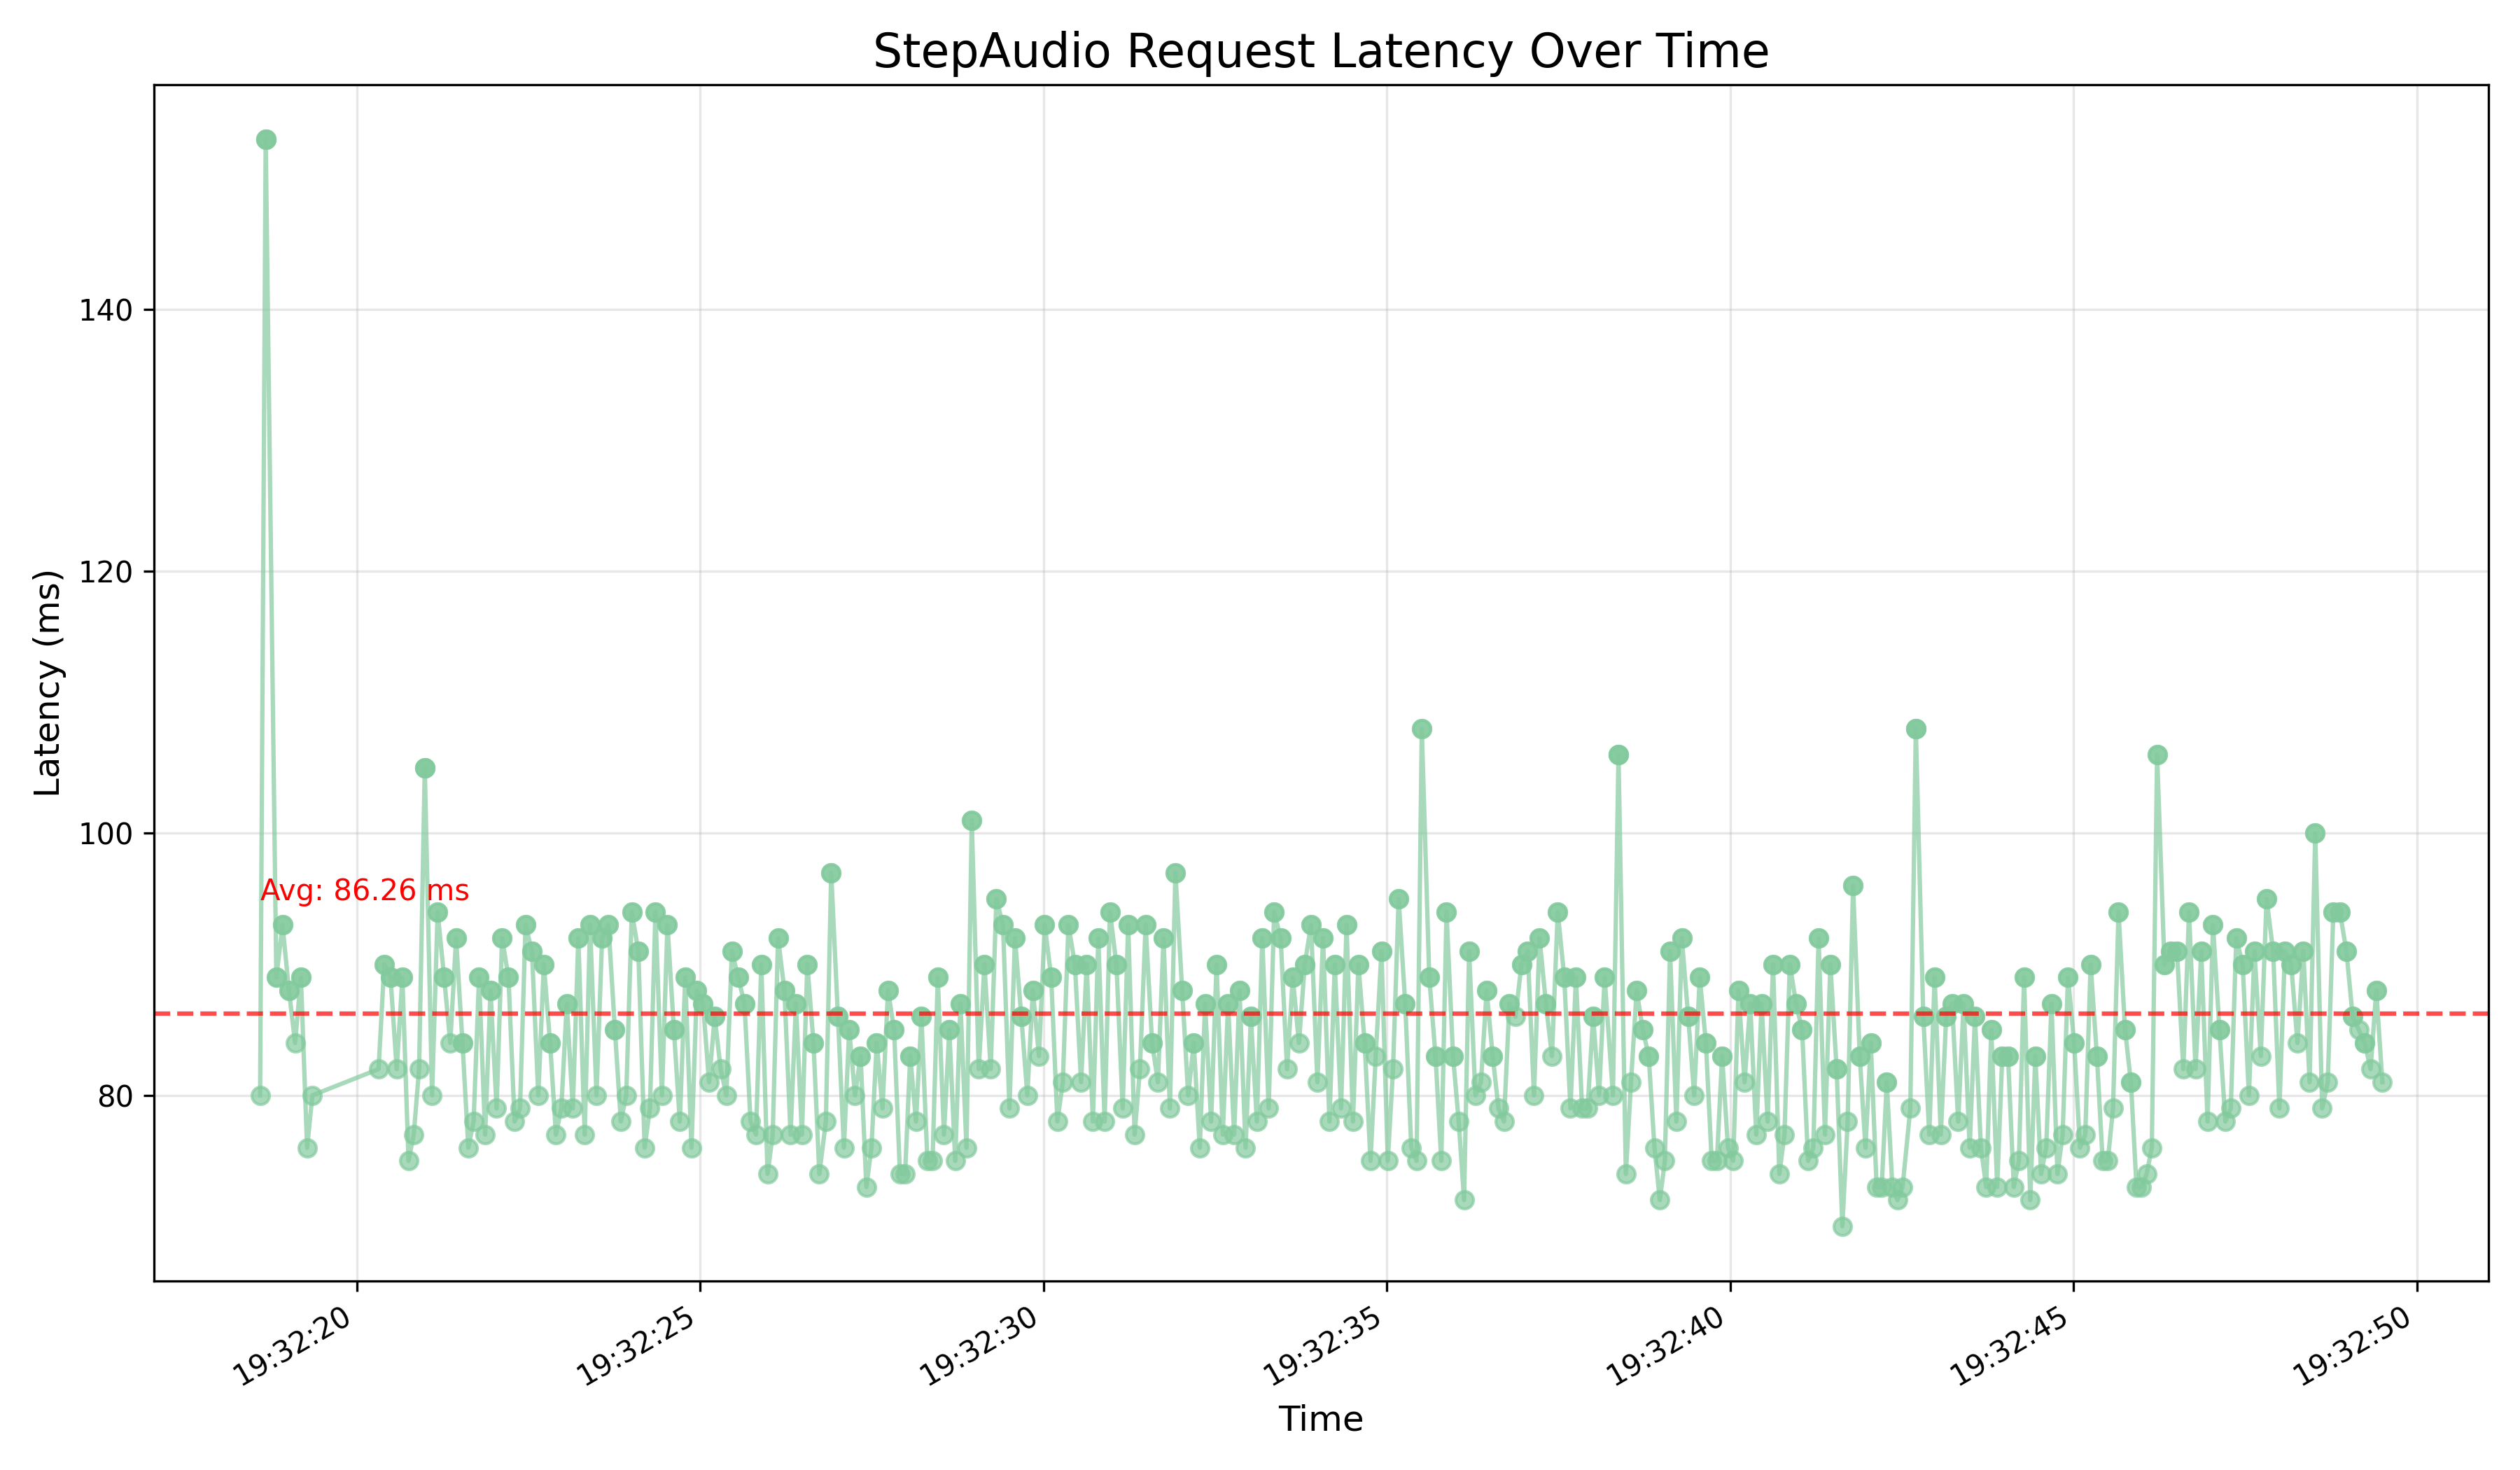 StepAudio Request Latency Over Time
Latency (ms)
140
120
100
80
Avg: 86.26 ms
19:32:20
19:32:25
19:32:30
19:32:35
19:32:40
19:32:45
19:32:50
Time